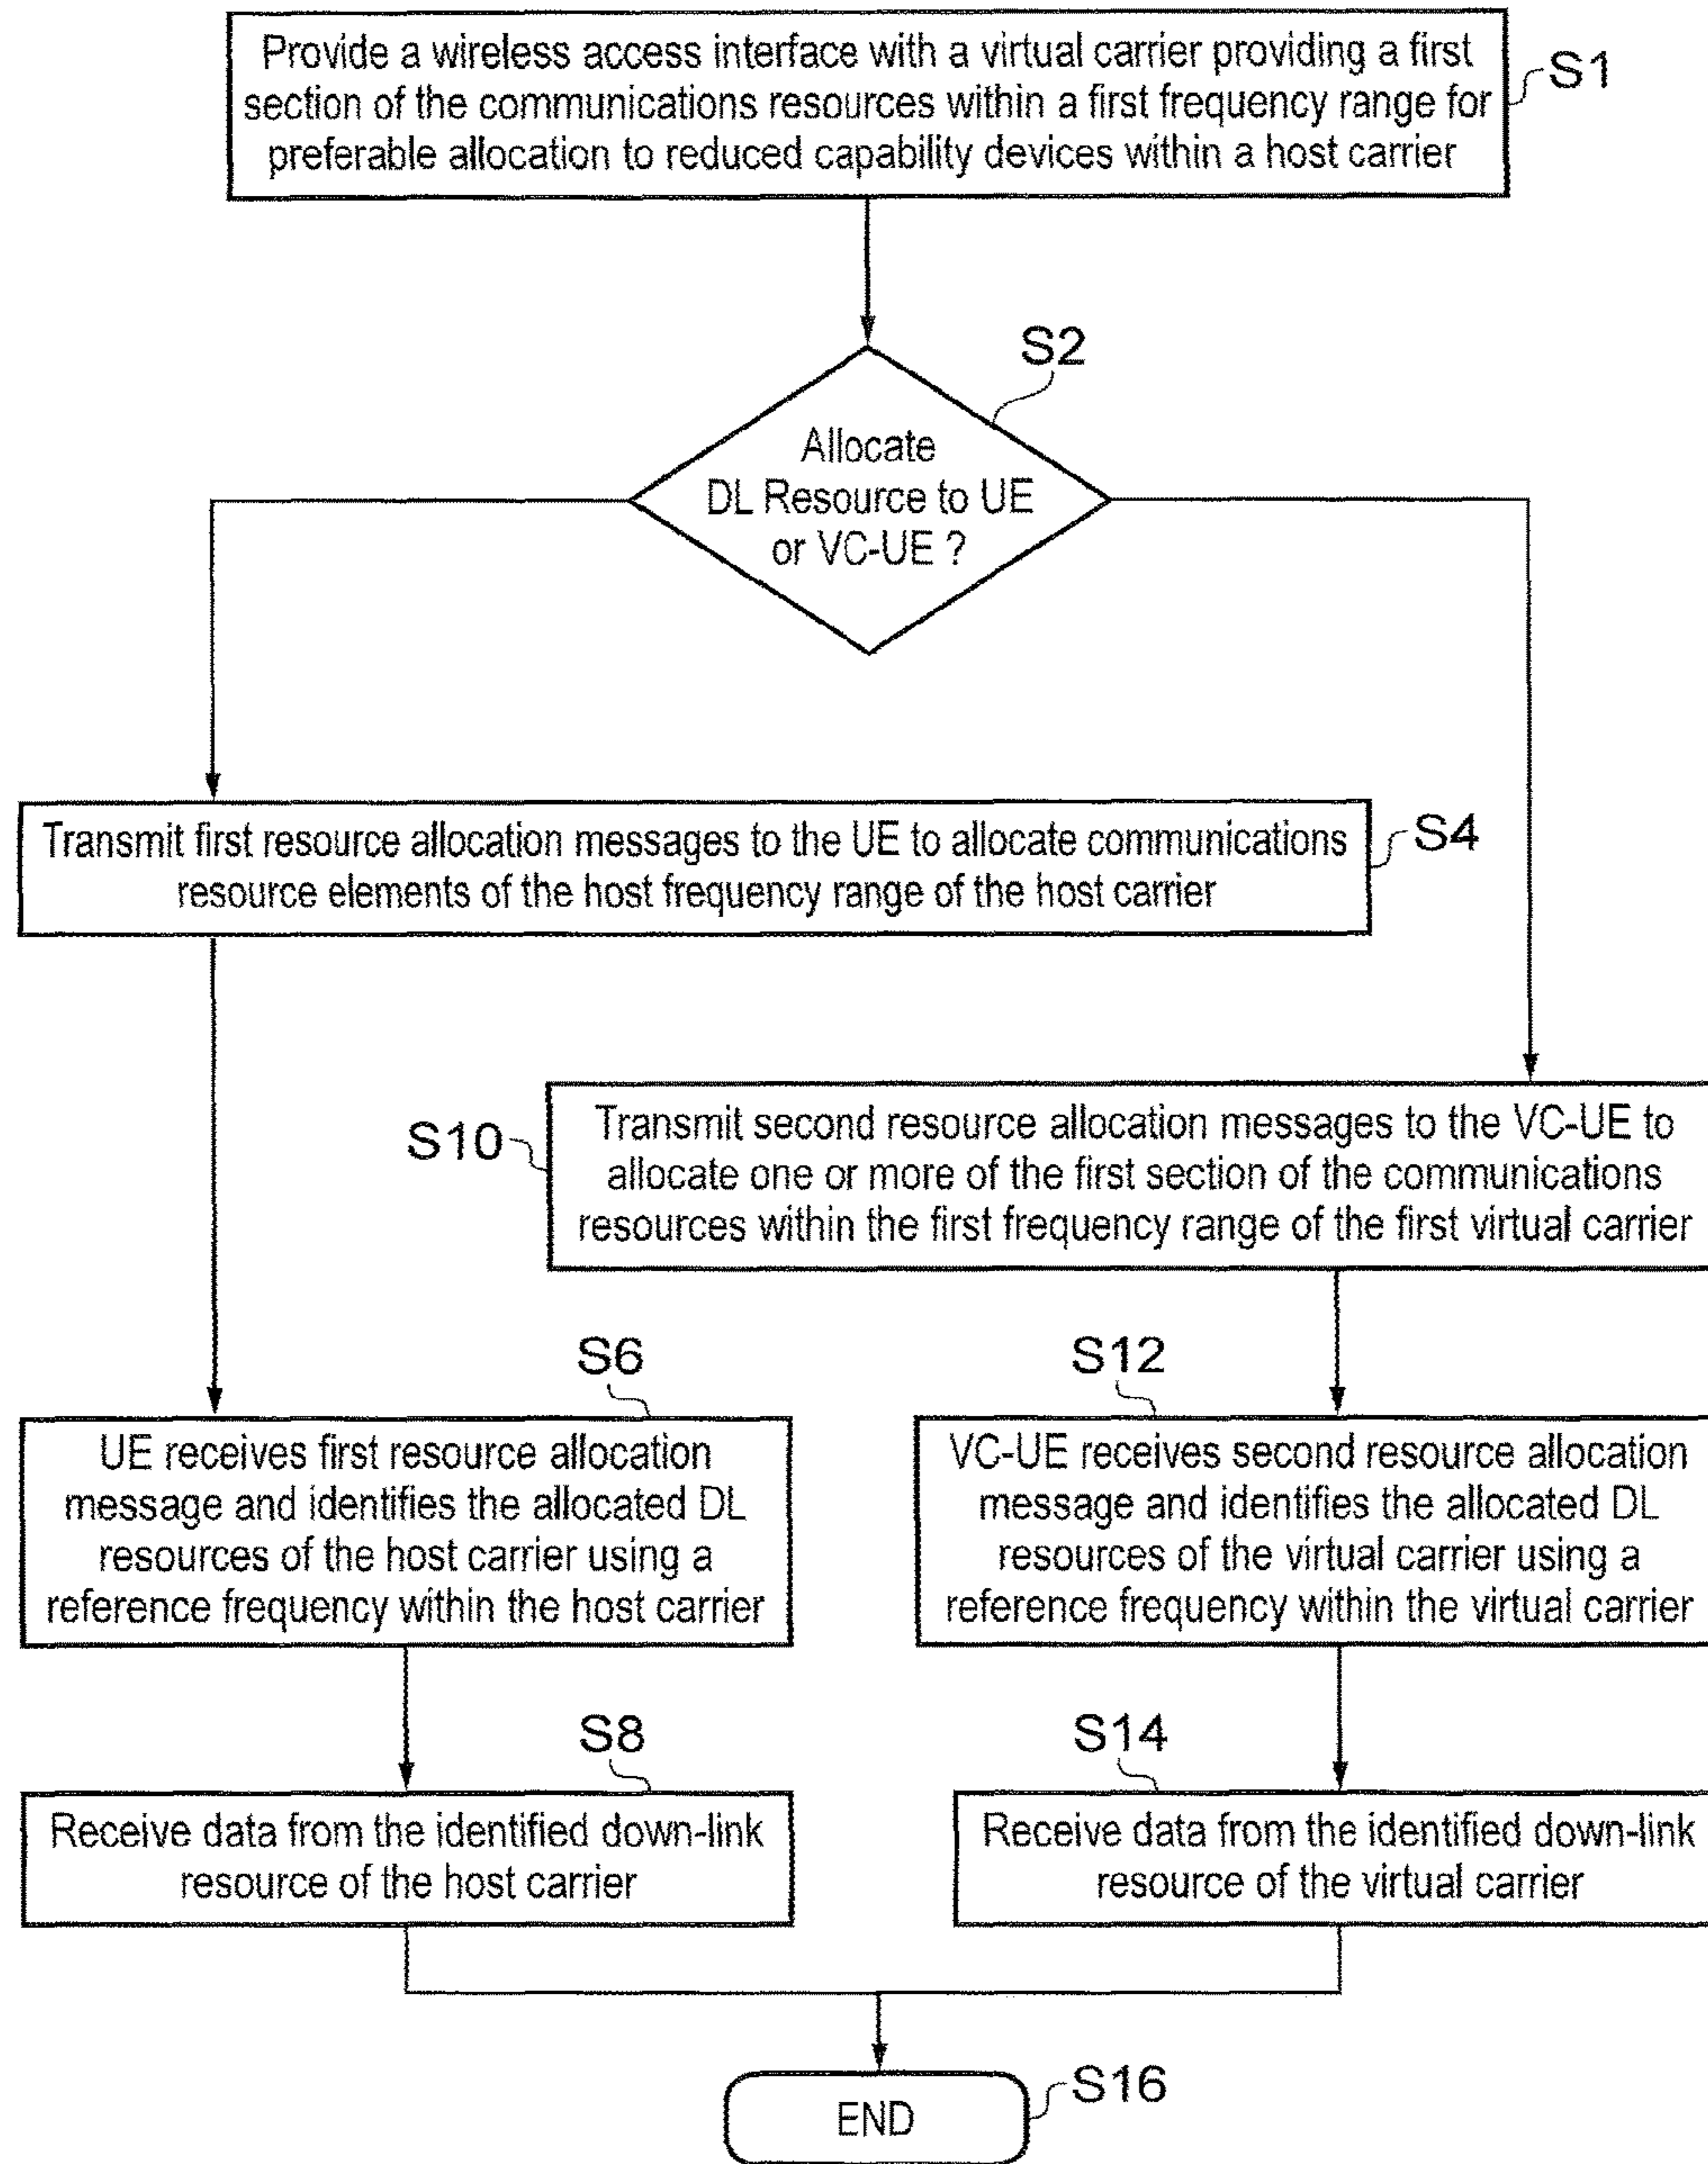 Provide a wireless access interface with a virtual carrier providing a first
section of the communications resources within a first frequency range for
preferable allocation to reduced capability devices within a host carrier
S1
S2
Allocate
DL Resource to UE
or VC-UE ?
Transmit first resource allocation messages to the UE to allocate communications
resource elements of the host frequency range of the host carrier
S4
S10
Transmit second resource allocation messages to the VC-UE to
allocate one or more of the first section of the communications
resources within the first frequency range of the first virtual carrier
S6
UE receives first resource allocation
message and identifies the allocated DL
resources of the host carrier using a
reference frequency within the host carrier
S12
VC-UE receives second resource allocation
message and identifies the allocated DL
resources of the virtual carrier using a
reference frequency within the virtual carrier
S8
Receive data from the identified down-link
resource of the host carrier
S14
Receive data from the identified down-link
resource of the virtual carrier
END
S16